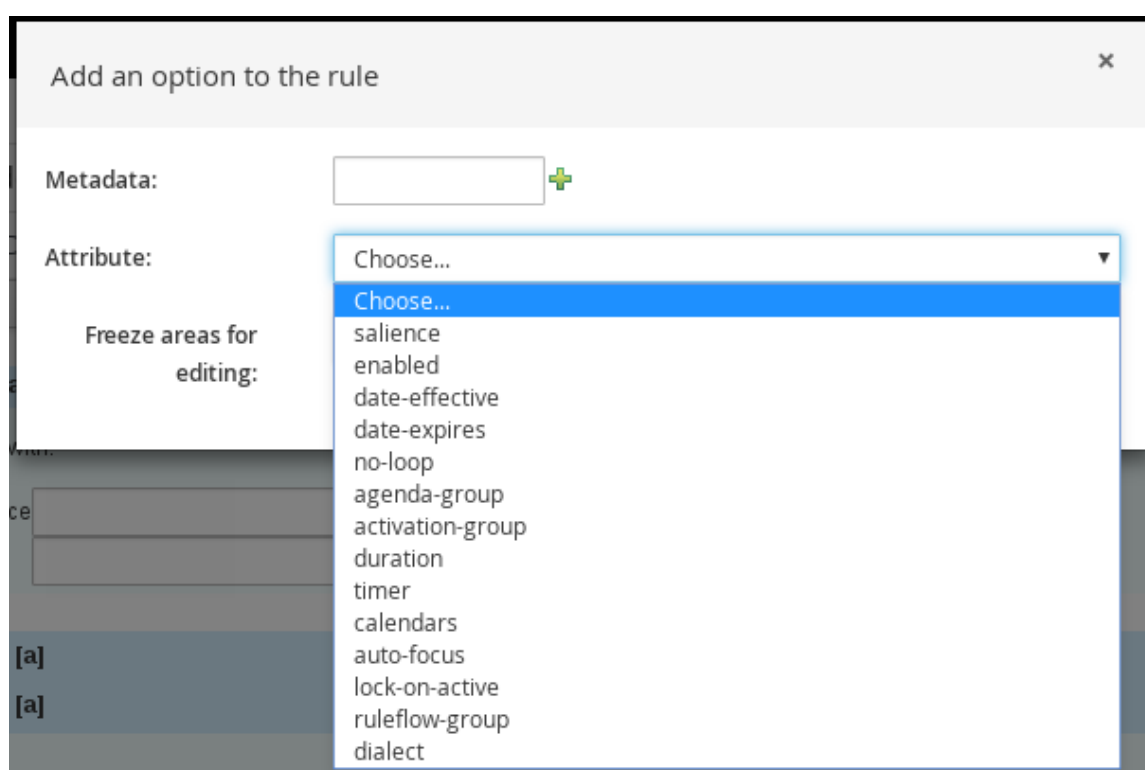 Add an option to the rule ×
Metadata:
Attribute: Choose... ▼
Choose...
salience
Freeze areas for
editing:
enabled
date-effective
date-expires
no-loop
agenda-group
activation-group
duration
timer
calendars
auto-focus
lock-on-active
ruleflow-group
dialect
ce
[a]
[a]